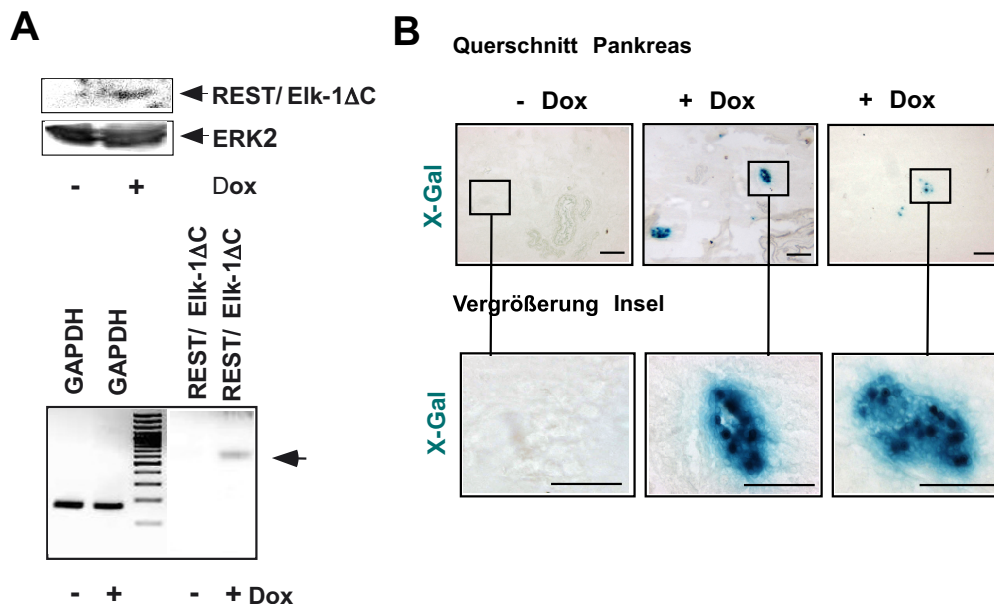 A
REST/ Elk-1ΔC
ERK2
- + Dox
GAPDH
GAPDH
REST/ Elk-1ΔC
REST/ Elk-1ΔC
- + - + Dox
B
Querschnitt Pankreas
- Dox + Dox + Dox
X-Gal
Vergrößerung Insel
X-Gal